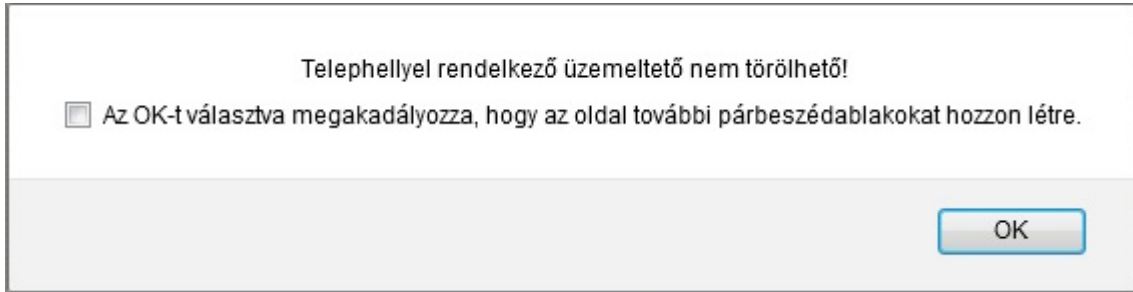 Telephellyel rendelkező üzemeltető nem törölhető!
Az OK-t választva megakadályozza, hogy az oldal további párbeszédablakokat hozzon létre.
OK